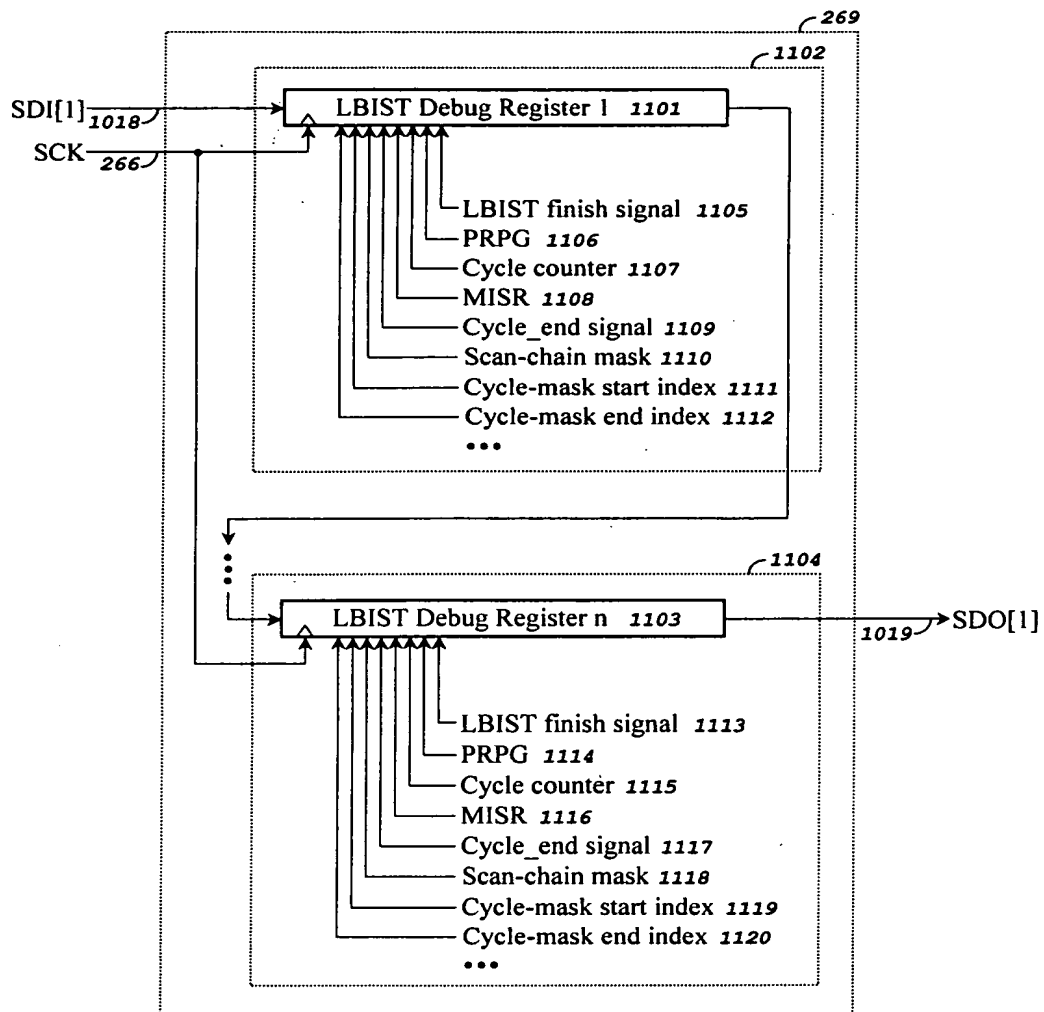 269
1102
SDI[1] 1018
LBIST Debug Register 1 1101
SCK 266
LBIST finish signal 1105
PRPG 1106
Cycle counter 1107
MISR 1108
Cycle_end signal 1109
Scan-chain mask 1110
Cycle-mask start index 1111
Cycle-mask end index 1112
1104
LBIST Debug Register n 1103
1019 SDO[1]
LBIST finish signal 1113
PRPG 1114
Cycle counter 1115
MISR 1116
Cycle_end signal 1117
Scan-chain mask 1118
Cycle-mask start index 1119
Cycle-mask end index 1120